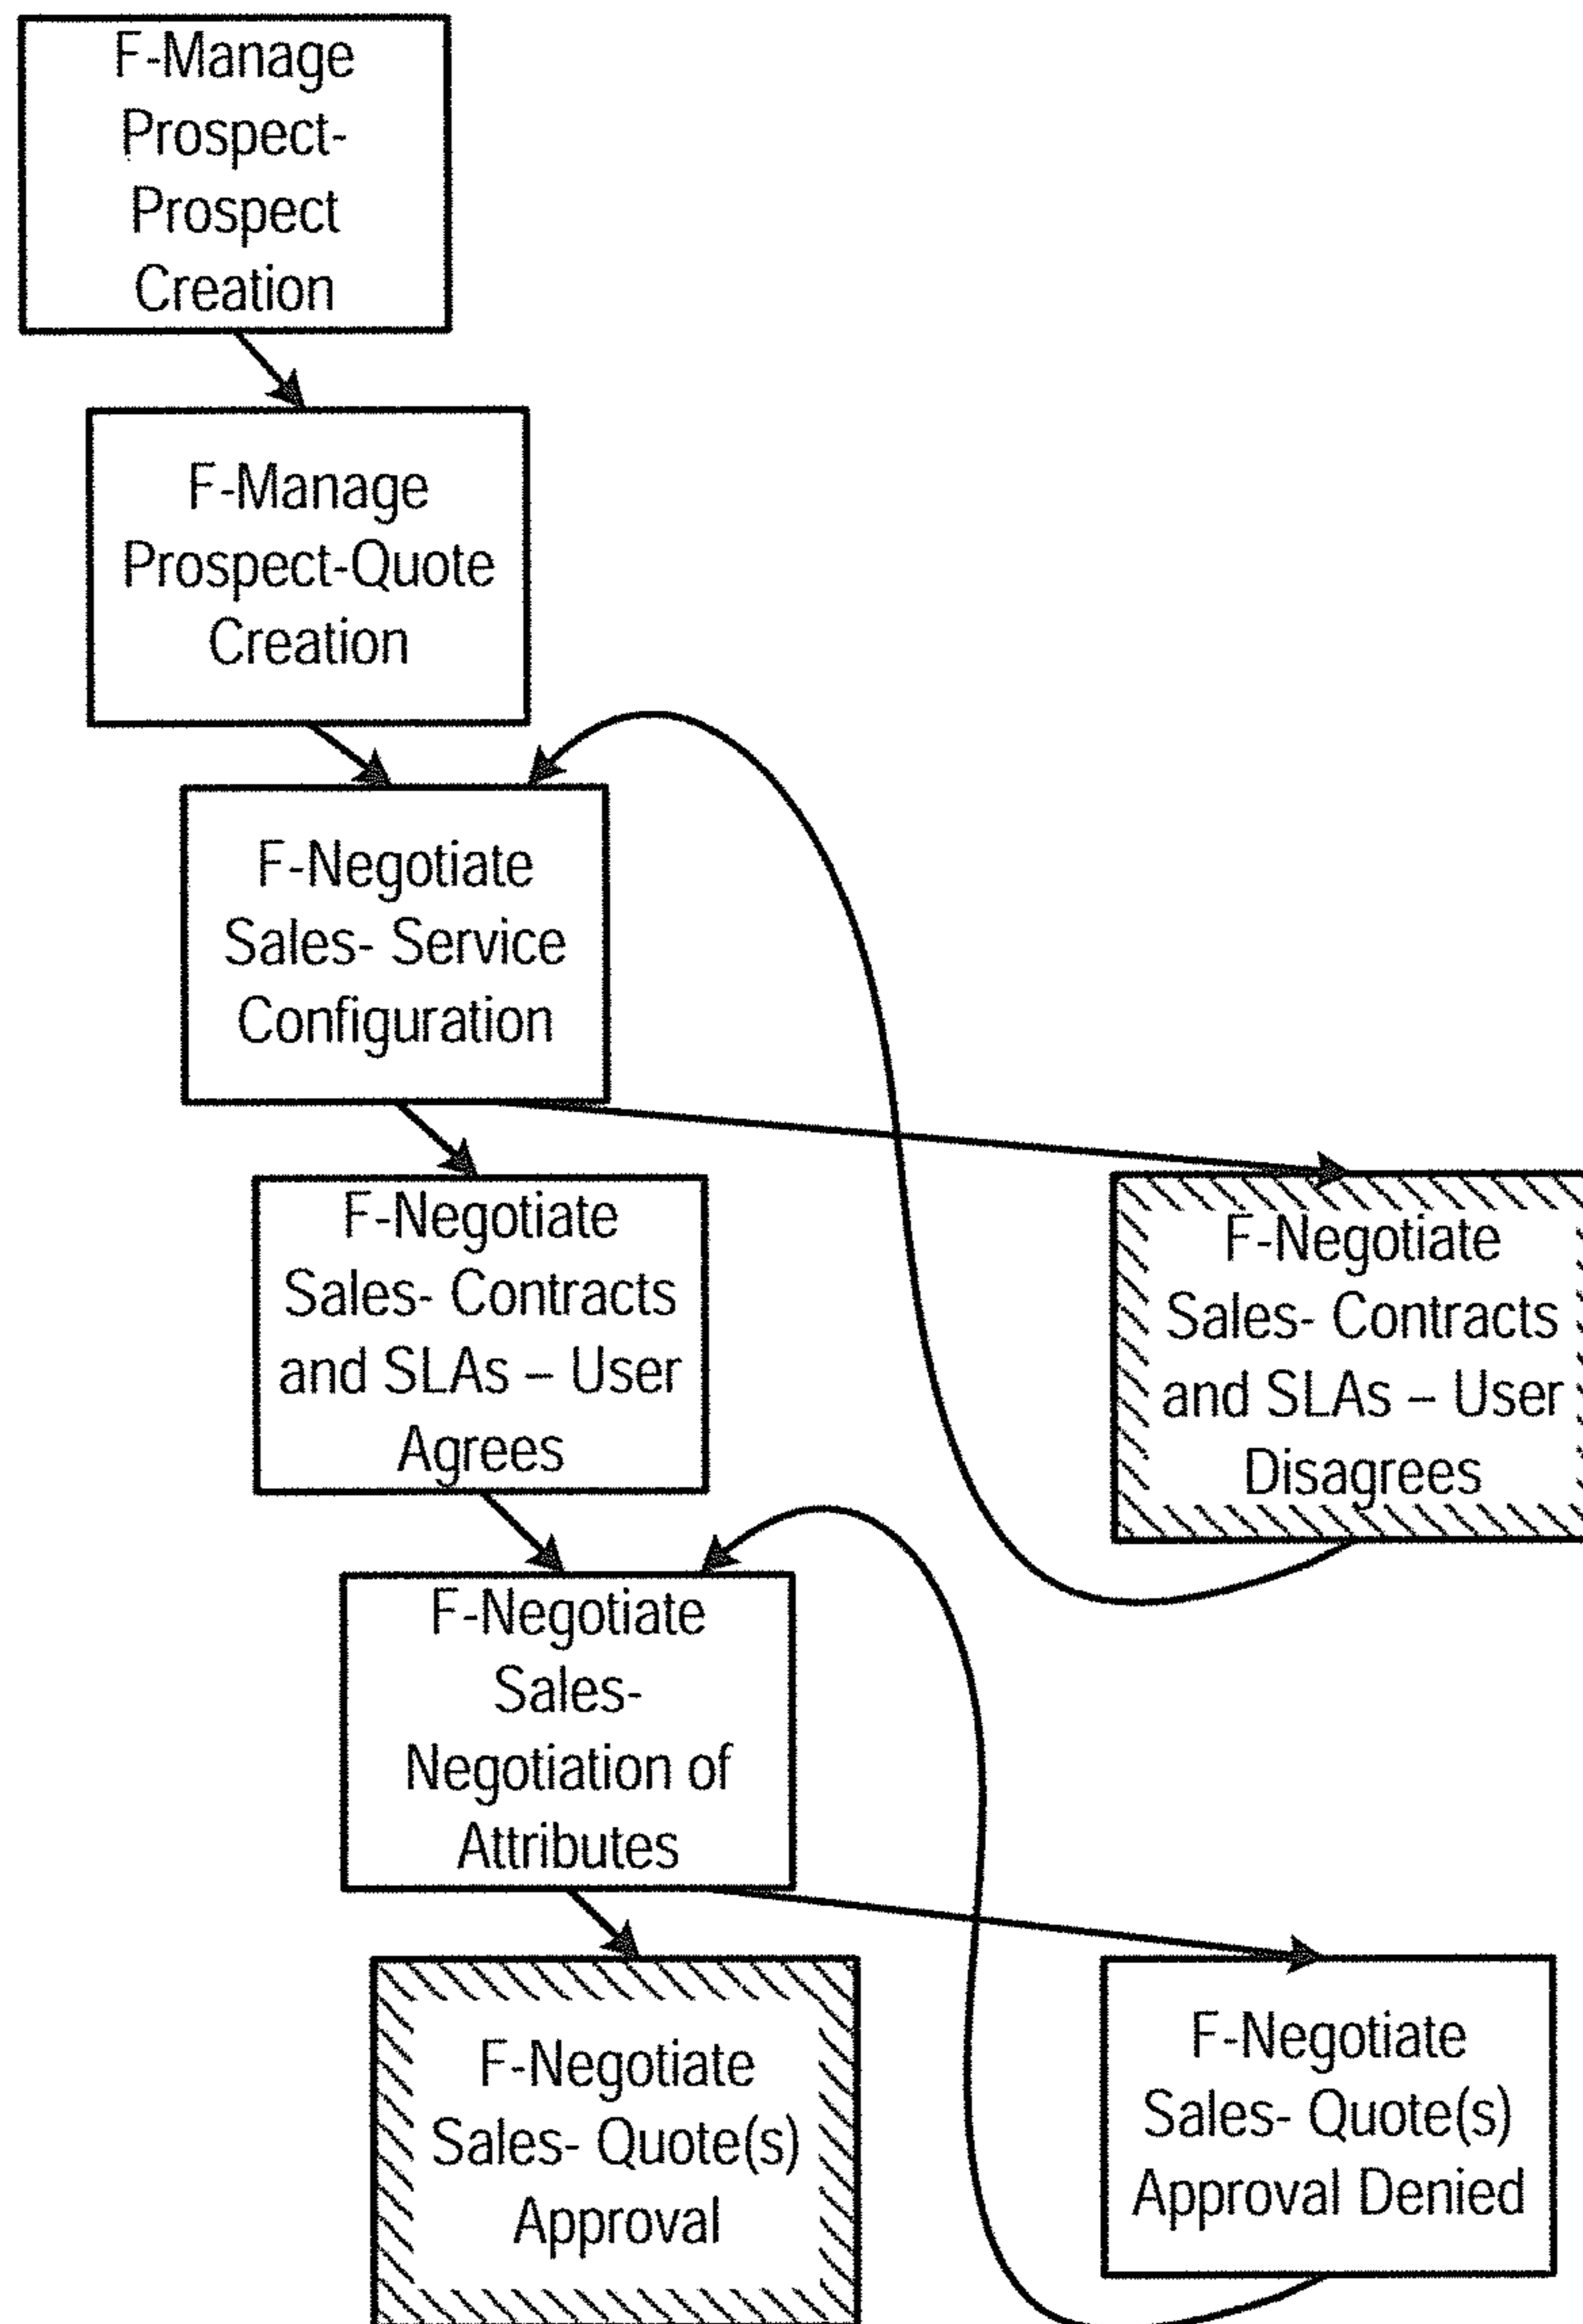 F-Manage
Prospect-
Prospect
Creation
F-Manage
Prospect-Quote
Creation
F-Negotiate
Sales- Service
Configuration
F-Negotiate
Sales- Contracts
and SLAs – User
Agrees
F-Negotiate
Sales- Contracts
and SLAs – User
Disagrees
F-Negotiate
Sales-
Negotiation of
Attributes
F-Negotiate
Sales- Quote(s)
Approval
F-Negotiate
Sales- Quote(s)
Approval Denied